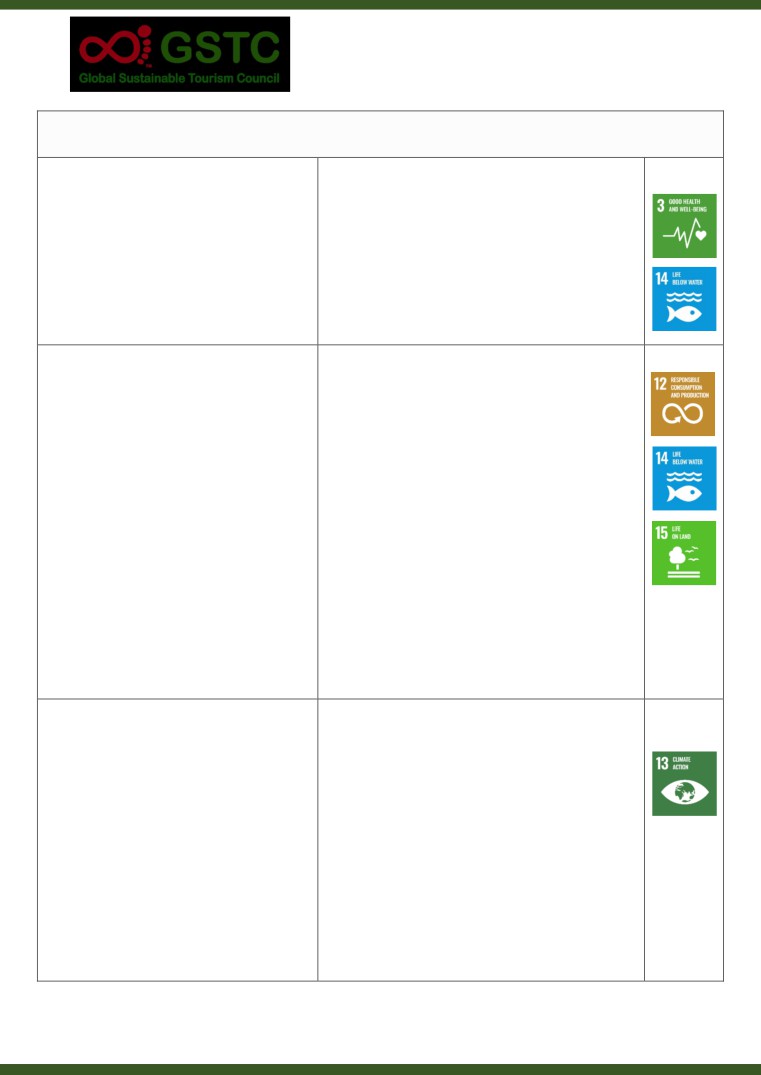 GSTC
Global Sustainable Tourism Council
3 GOOD HEALTH
AND WELL-BEING
14 LIFE
BELOW WATER
12 RESPONSIBLE
CONSUMPTION
AND PRODUCTION
14 LIFE
BELOW WATER
15 LIFE
ON LAND
13 CLIMATE
ACTION